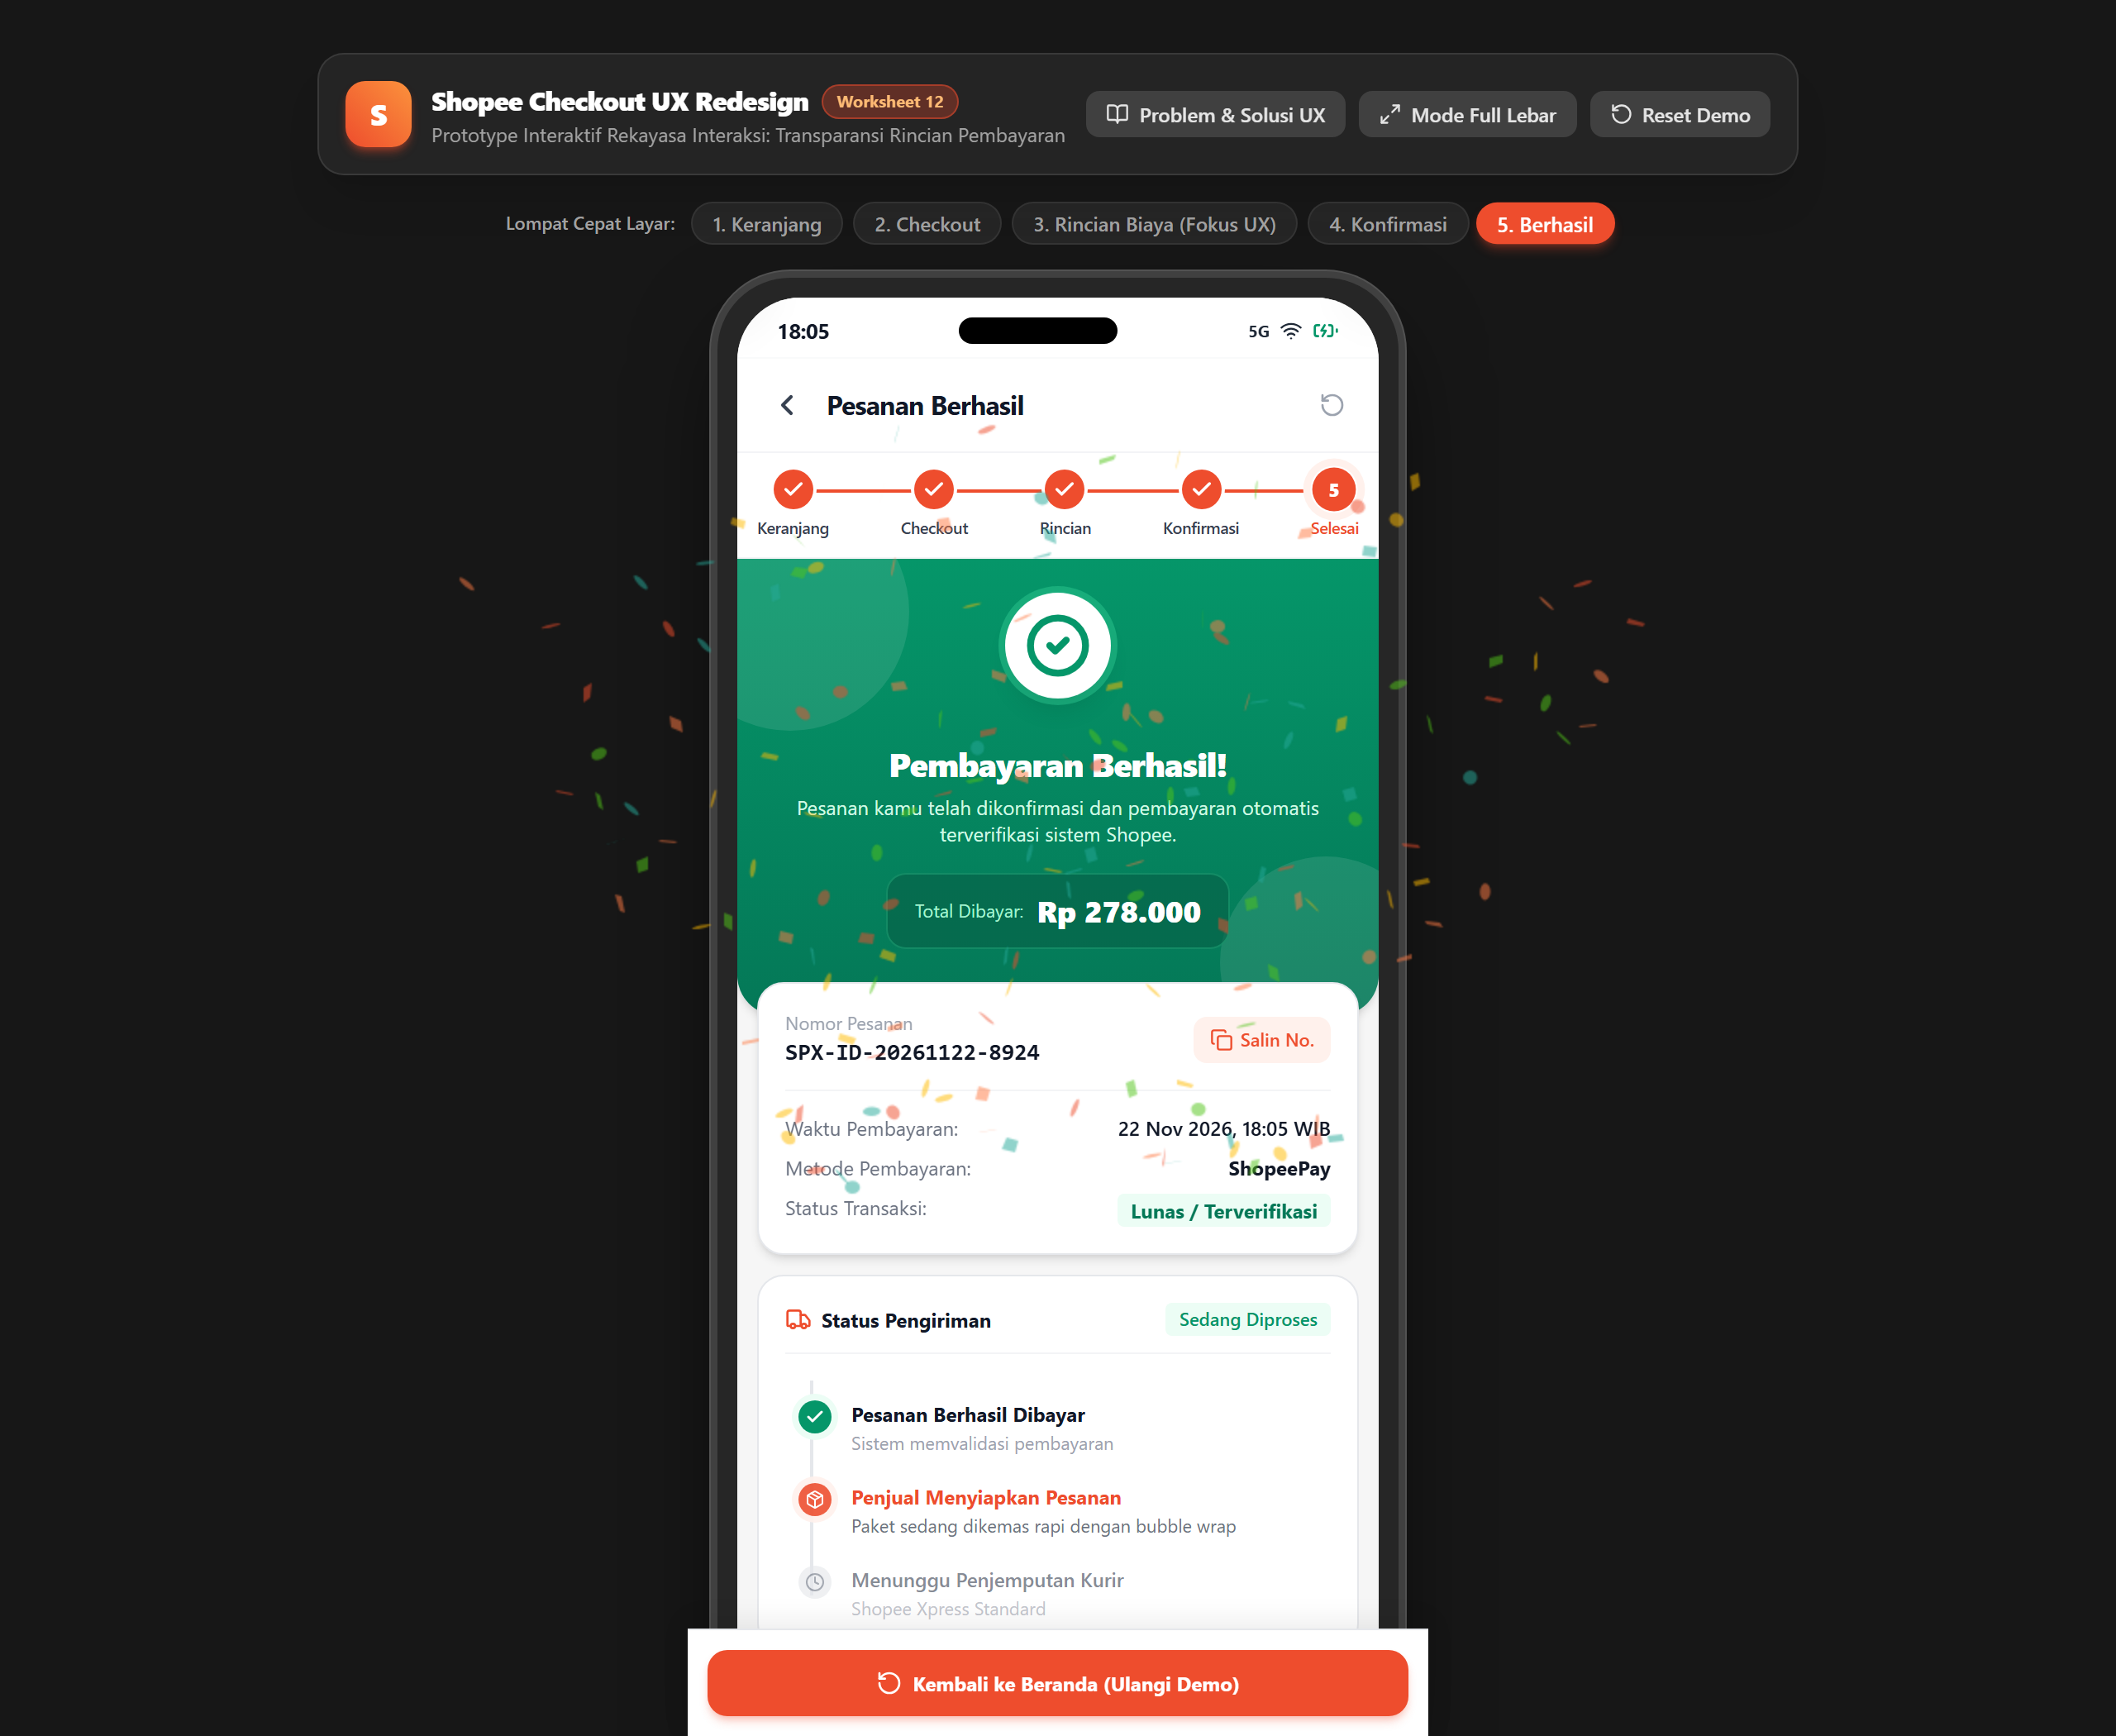 S
Shopee Checkout UX Redesign
Worksheet 12
Prototype Interaktif Rekayasa Interaksi: Transparansi Rincian Pembayaran
Problem & Solusi UX
Mode Full Lebar
Reset Demo
Lompat Cepat Layar:
1. Keranjang
2. Checkout
3. Rincian Biaya (Fokus UX)
4. Konfirmasi
5. Berhasil
18:05
5G
Pesanan Berhasil
5
Keranjang
Checkout
Rincian
Konfirmasi
Selesai
Pembayaran Berhasil!
Pesanan kamu telah dikonfirmasi dan pembayaran otomatis
terverifikasi sistem Shopee.
Total Dibayar: Rp 278.000
Nomor Pesanan
SPX-ID-20261122-8924
Salin No.
Waktu Pembayaran: 22 Nov 2026, 18:05 WIB
Metode Pembayaran: ShopeePay
Status Transaksi: Lunas / Terverifikasi
Status Pengiriman
Sedang Diproses
Pesanan Berhasil Dibayar
Sistem memvalidasi pembayaran
Penjual Menyiapkan Pesanan
Paket sedang dikemas rapi dengan bubble wrap
Menunggu Penjemputan Kurir
Shopee Xpress Standard
Kembali ke Beranda (Ulangi Demo)